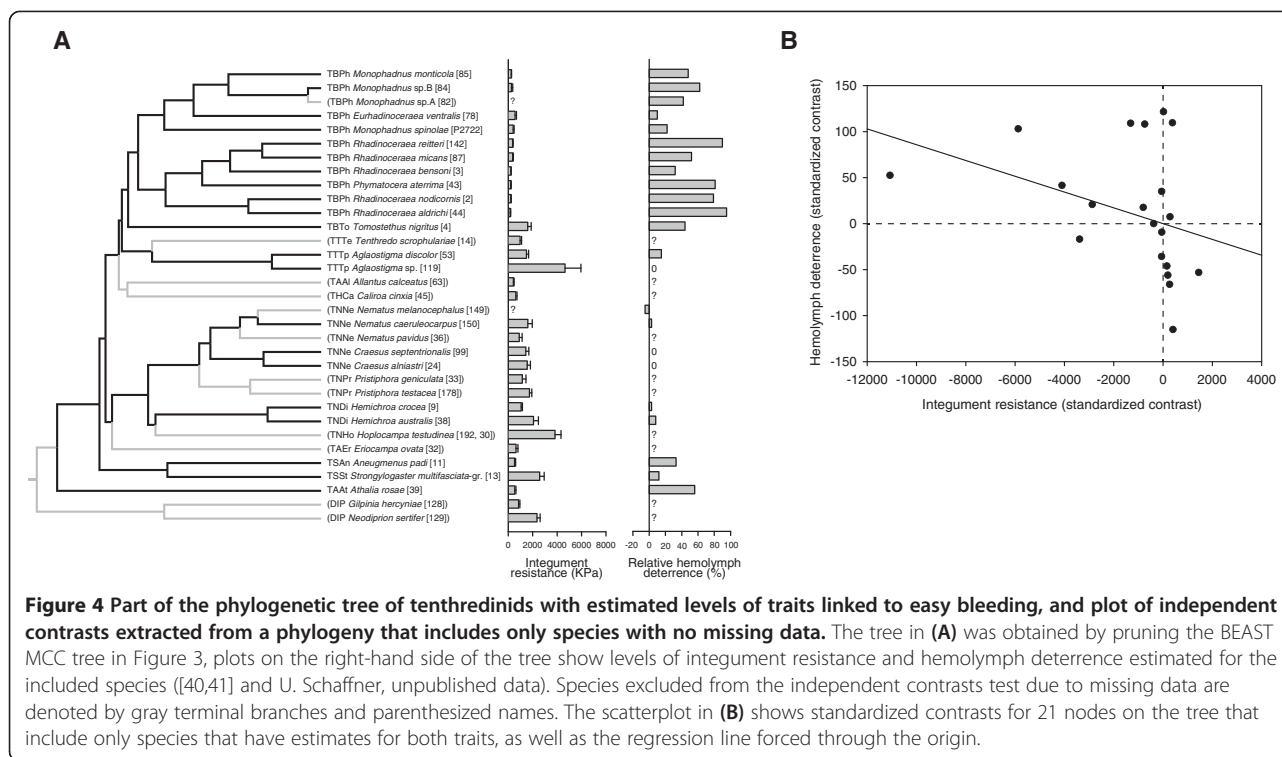 A
B
TBPh Monophadnus monticola [85]
TBPh Monophadnus sp.B [84]
(TBPh Monophadnus sp.A [82])
?
TBPh Eurhadinoceraea ventralis [78]
TBPh Monophadnus spinolae [P2722]
TBPh Rhadinoceraea reitteri [142]
TBPh Rhadinoceraea micans [87]
TBPh Rhadinoceraea bensoni [3]
TBPh Phymatocera aterrima [43]
TBPh Rhadinoceraea nodicornis [2]
TBPh Rhadinoceraea aldrichi [44]
TBTo Tomostethus nigritus [4]
(TTTe Tenthredo scrophulariae [14])
?
TTTp Aglaostigma discolor [53]
TTTp Aglaostigma sp. [119]
0
(TAAl Allantus calceatus [63])
?
(THCa Caliroa cinxia [45])
?
(TNNe Nematus melanocephalus [149])
?
TNNe Nematus caeruleocarpus [150]
(TNNe Nematus pavidus [36])
?
TNNe Craesus septentrionalis [99]
0
TNNe Craesus alniastri [24]
0
(TNPr Pristiphora geniculata [33])
?
(TNPr Pristiphora testacea [178])
?
TNDi Hemichroa crocea [9]
TNDi Hemichroa australis [38]
(TNHo Hoplocampa testudinea [192, 30])
?
(TAEr Eriocampa ovata [32])
?
TSAn Aneugmenus padi [11]
TSSt Strongylogaster multifasciata-gr. [13]
TAAt Athalia rosae [39]
(DIP Gilpinia hercyniae [128])
?
(DIP Neodiprion sertifer [129])
?
0 2000 4000 6000 8000
Integument
resistance (KPa)
-20 0 20 40 60 80 100
Relative hemolymph
deterrence (%)
Hemolymph deterrence (standardized contrast)
150
100
50
0
-50
-100
-150
-12000 -10000 -8000 -6000 -4000 -2000 0 2000 4000
Integument resistance (standardized contrast)
Figure 4 Part of the phylogenetic tree of tenthredinids with estimated levels of traits linked to easy bleeding, and plot of independent
contrasts extracted from a phylogeny that includes only species with no missing data. The tree in (A) was obtained by pruning the BEAST
MCC tree in Figure 3, plots on the right-hand side of the tree show levels of integument resistance and hemolymph deterrence estimated for the
included species ([40,41] and U. Schaffner, unpublished data). Species excluded from the independent contrasts test due to missing data are
denoted by gray terminal branches and parenthesized names. The scatterplot in (B) shows standardized contrasts for 21 nodes on the tree that
include only species that have estimates for both traits, as well as the regression line forced through the origin.